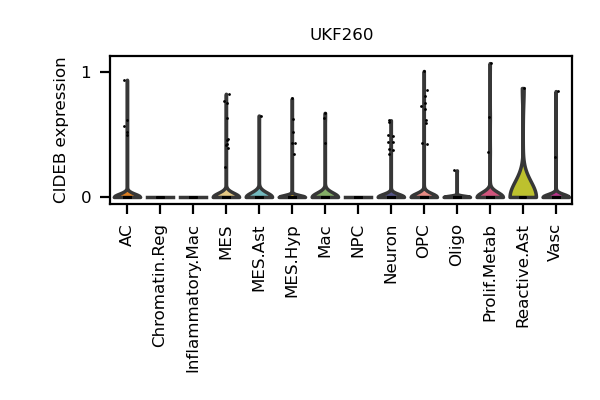 UKF260
CIDEB expression
1
0
AC
Chromatin.Reg
Inflammatory.Mac
MES
MES.Ast
MES.Hyp
Mac
NPC
Neuron
OPC
Oligo
Prolif.Metab
Reactive.Ast
Vasc